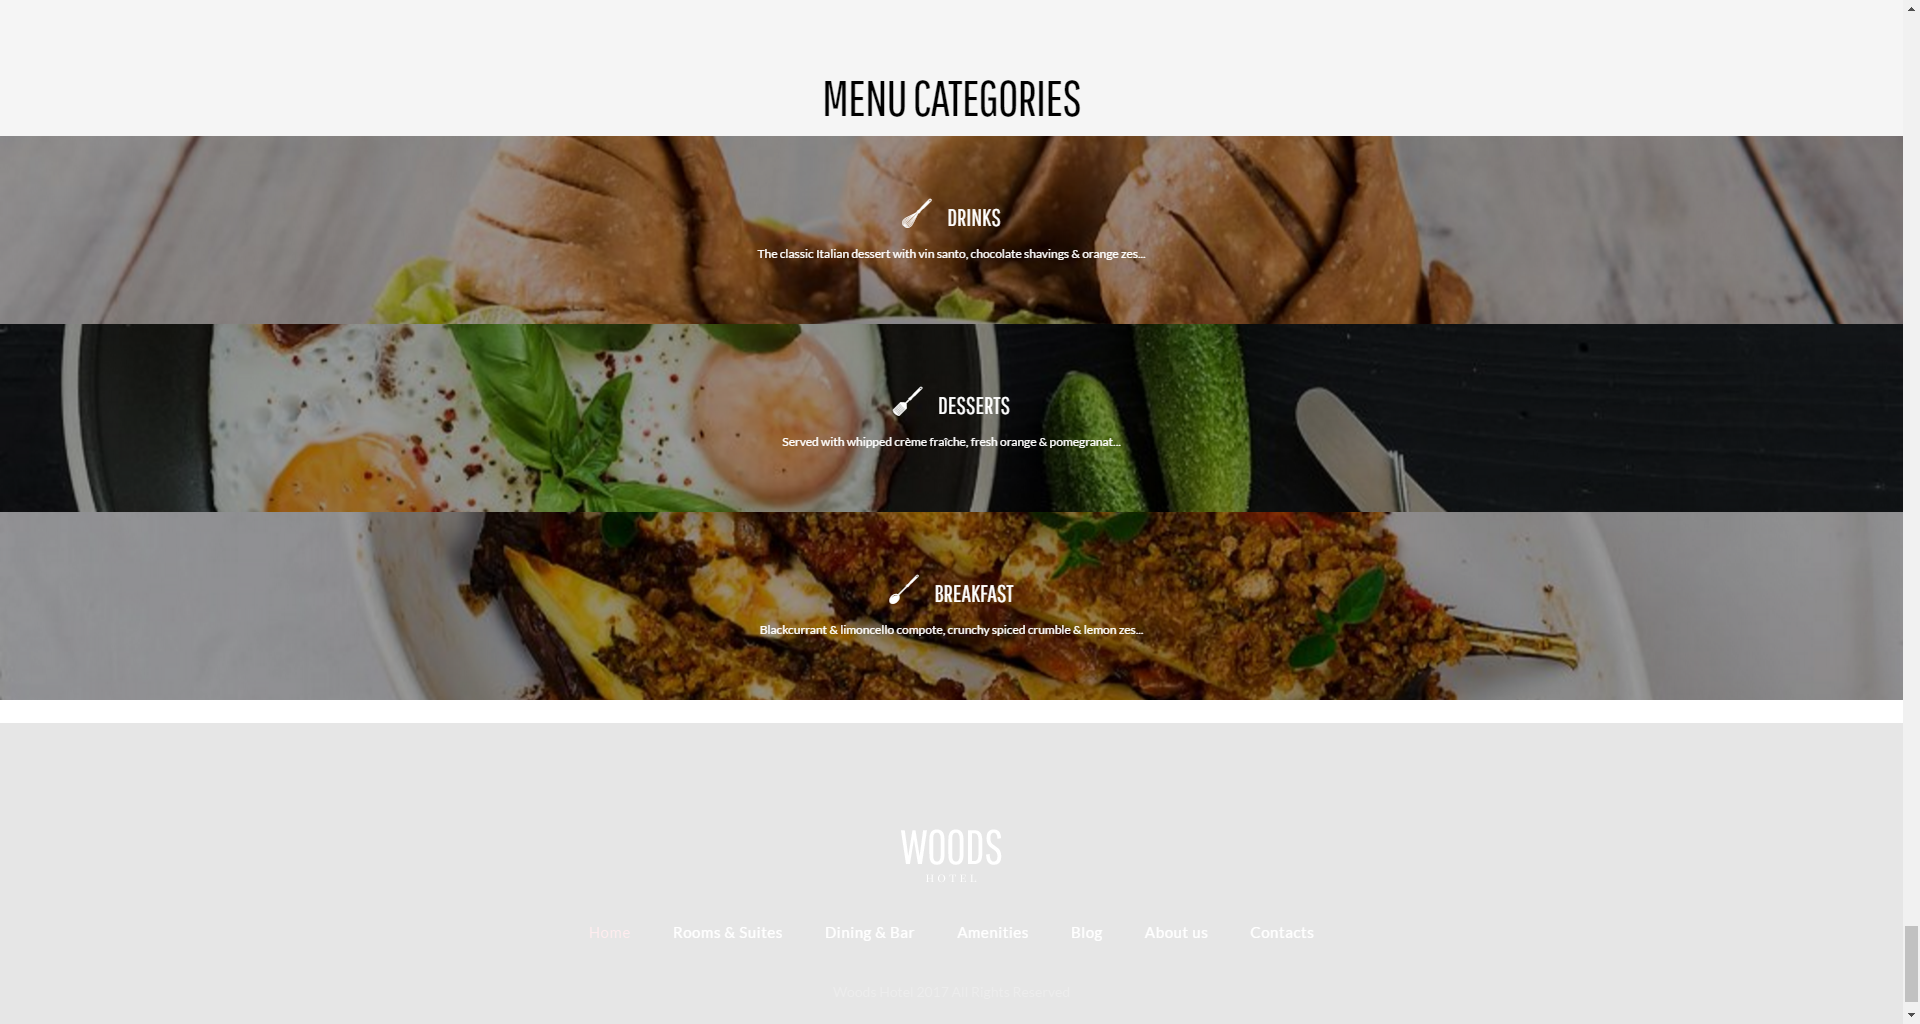 MENU CATEGORIES
DRINKS
The classic Italian dessert with vin santo, chocolate shavings & orange zes...
DESSERTS
Served with whipped crème fraîche, fresh orange & pomegranat...
BREAKFAST
Blackcurrant & limoncello compote, crunchy spiced crumble & lemon zes...
WOODS
HOTEL
Home Rooms & Suites Dining & Bar Amenities Blog About us Contacts
Woods Hotel 2017 All Rights Reserved